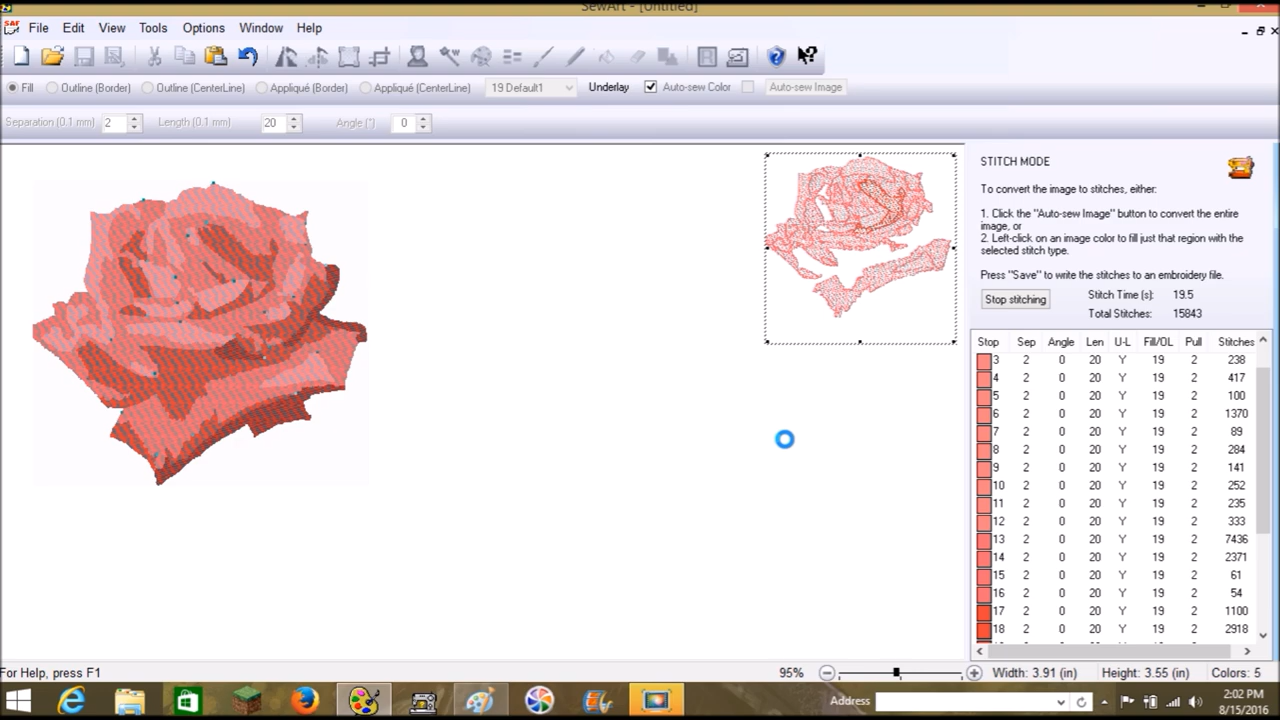 SewArt - [Untitled]
SAF File Edit View Tools Options Window Help
Fill Outline (Border) Outline (CenterLine) Appliqué (Border) Appliqué (CenterLine) 19 Default1 Underlay Auto-sew Color Auto-sew Image
Separation (0.1 mm) 2 Length (0.1 mm) 20 Angle (°) 0
STITCH MODE
To convert the image to stitches, either:
1. Click the "Auto-sew Image" button to convert the entire
image, or
2. Left-click on an image color to fill just that region with the
selected stitch type.
Press "Save" to write the stitches to an embroidery file.
Stop stitching Stitch Time (s): 19.5
Total Stitches: 15843
Stop Sep Angle Len U-L Fill/OL Pull Stitches
3 2 0 20 Y 19 2 238
4 2 0 20 Y 19 2 417
5 2 0 20 Y 19 2 100
6 2 0 20 Y 19 2 1370
7 2 0 20 Y 19 2 89
8 2 0 20 Y 19 2 284
9 2 0 20 Y 19 2 141
10 2 0 20 Y 19 2 252
11 2 0 20 Y 19 2 235
12 2 0 20 Y 19 2 333
13 2 0 20 Y 19 2 7436
14 2 0 20 Y 19 2 2371
15 2 0 20 Y 19 2 61
16 2 0 20 Y 19 2 54
17 2 0 20 Y 19 2 1100
18 2 0 20 Y 19 2 2918
For Help, press F1 95% Width: 3.91 (in) Height: 3.55 (in) Colors: 5
Address 2:02 PM
8/15/2016